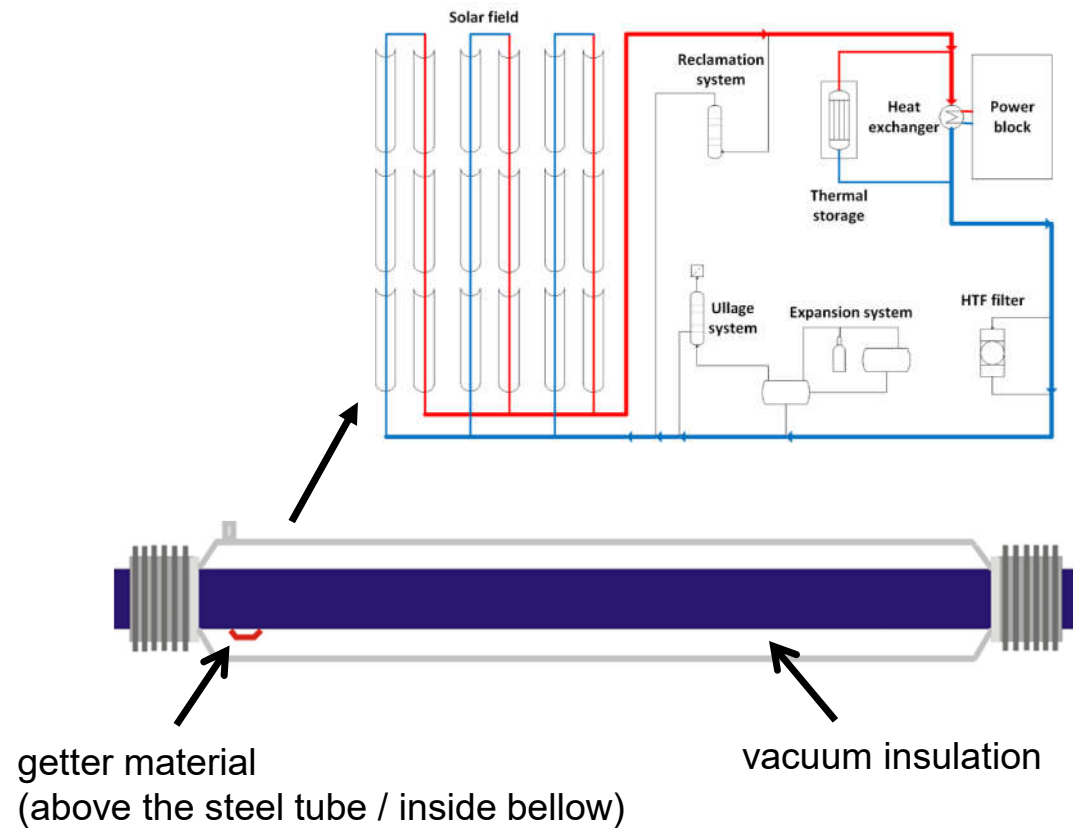 Solar field
Reclamation
system
Heat
exchanger
Power
block
Thermal
storage
Ullage
system
Expansion system
HTF filter
getter material
(above the steel tube / inside bellow)
vacuum insulation